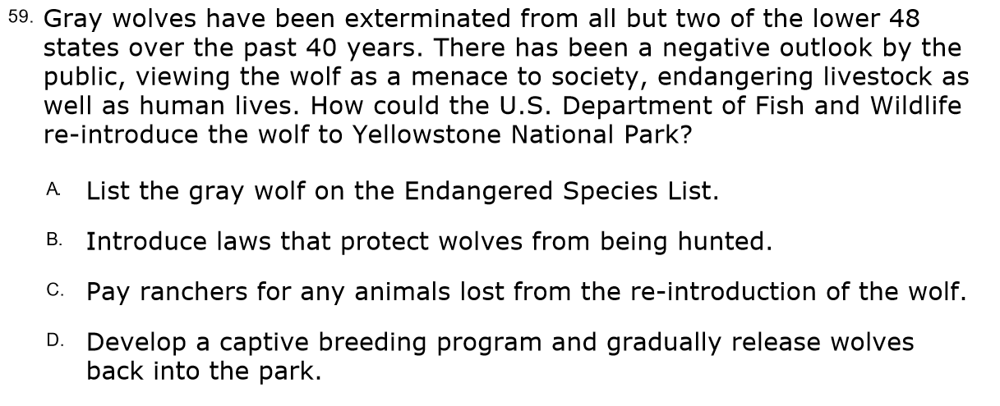 59. Gray wolves have been exterminated from all but two of the lower 48
states over the past 40 years. There has been a negative outlook by the
public, viewing the wolf as a menace to society, endangering livestock as
well as human lives. How could the U.S. Department of Fish and Wildlife
re-introduce the wolf to Yellowstone National Park?
A. List the gray wolf on the Endangered Species List.
B. Introduce laws that protect wolves from being hunted.
C. Pay ranchers for any animals lost from the re-introduction of the wolf.
D. Develop a captive breeding program and gradually release wolves
back into the park.